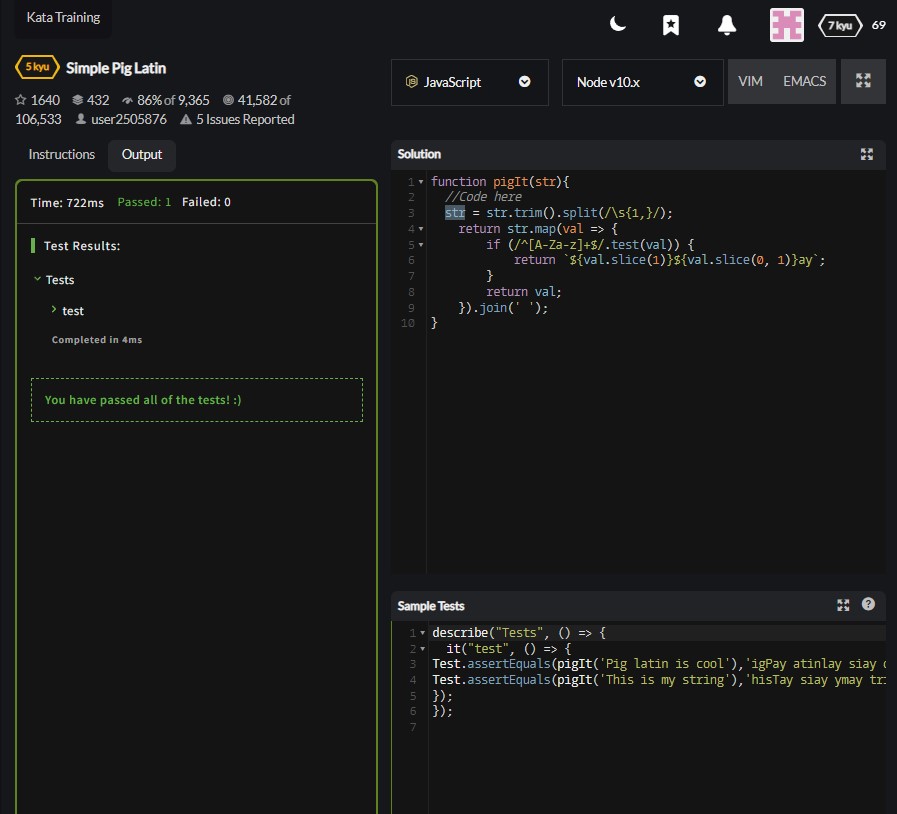 Kata Training
7 kyu 69
5 kyu Simple Pig Latin
1640 432 86% of 9,365 41,582 of
106,533 user2505876 5 Issues Reported
JavaScript Node v10.x VIM EMACS
Instructions Output
Time: 722ms Passed: 1 Failed: 0
Test Results:
Tests
test
Completed in 4ms
You have passed all of the tests! :)
Solution
1 function pigIt(str){
2 //Code here
3 str = str.trim().split(/\s{1,}/);
4 return str.map(val => {
5 if (/^[A-Za-z]+$/.test(val)) {
6 return `${val.slice(1)}${val.slice(0, 1)}ay`;
7 }
8 return val;
9 }).join(' ');
10 }
Sample Tests
1 describe("Tests", () => {
2 it("test", () => {
3 Test.assertEquals(pigIt('Pig latin is cool'),'igPay atinlay siay
4 Test.assertEquals(pigIt('This is my string'),'hisTay siay ymay
5 });
6 });
7